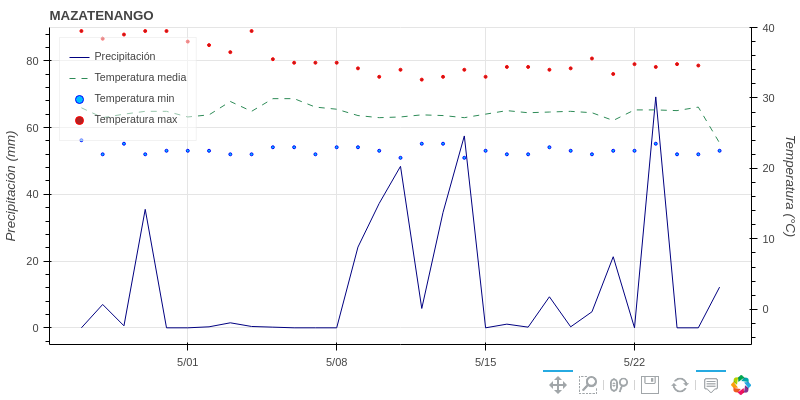 MAZATENANGO
Precipitación
Temperatura media
Temperatura min
Temperatura max
Precipitación (mm)
80
60
40
20
0
Temperatura (°C)
40
30
20
10
0
5/01
5/08
5/15
5/22